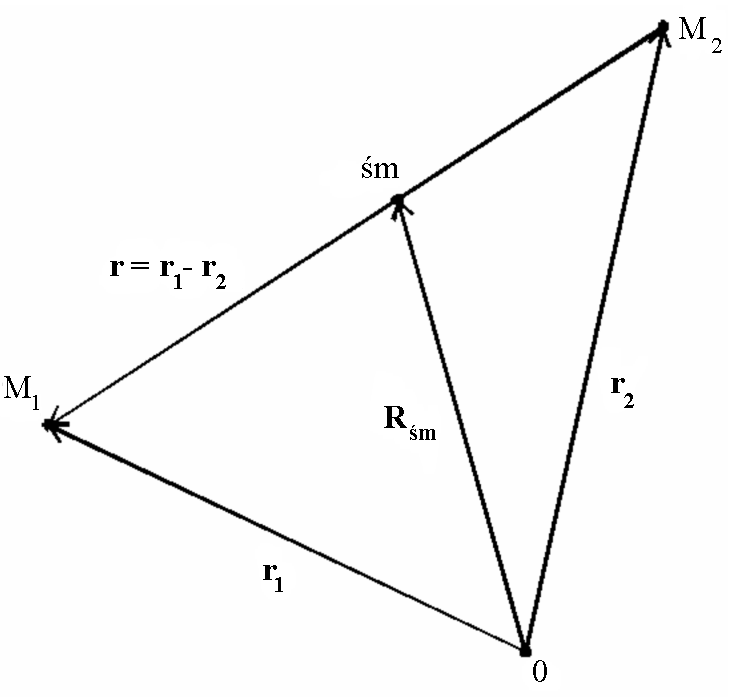 M₂
śm
r = r₁- r₂
M₁
r₂
Rśm
r₁
0